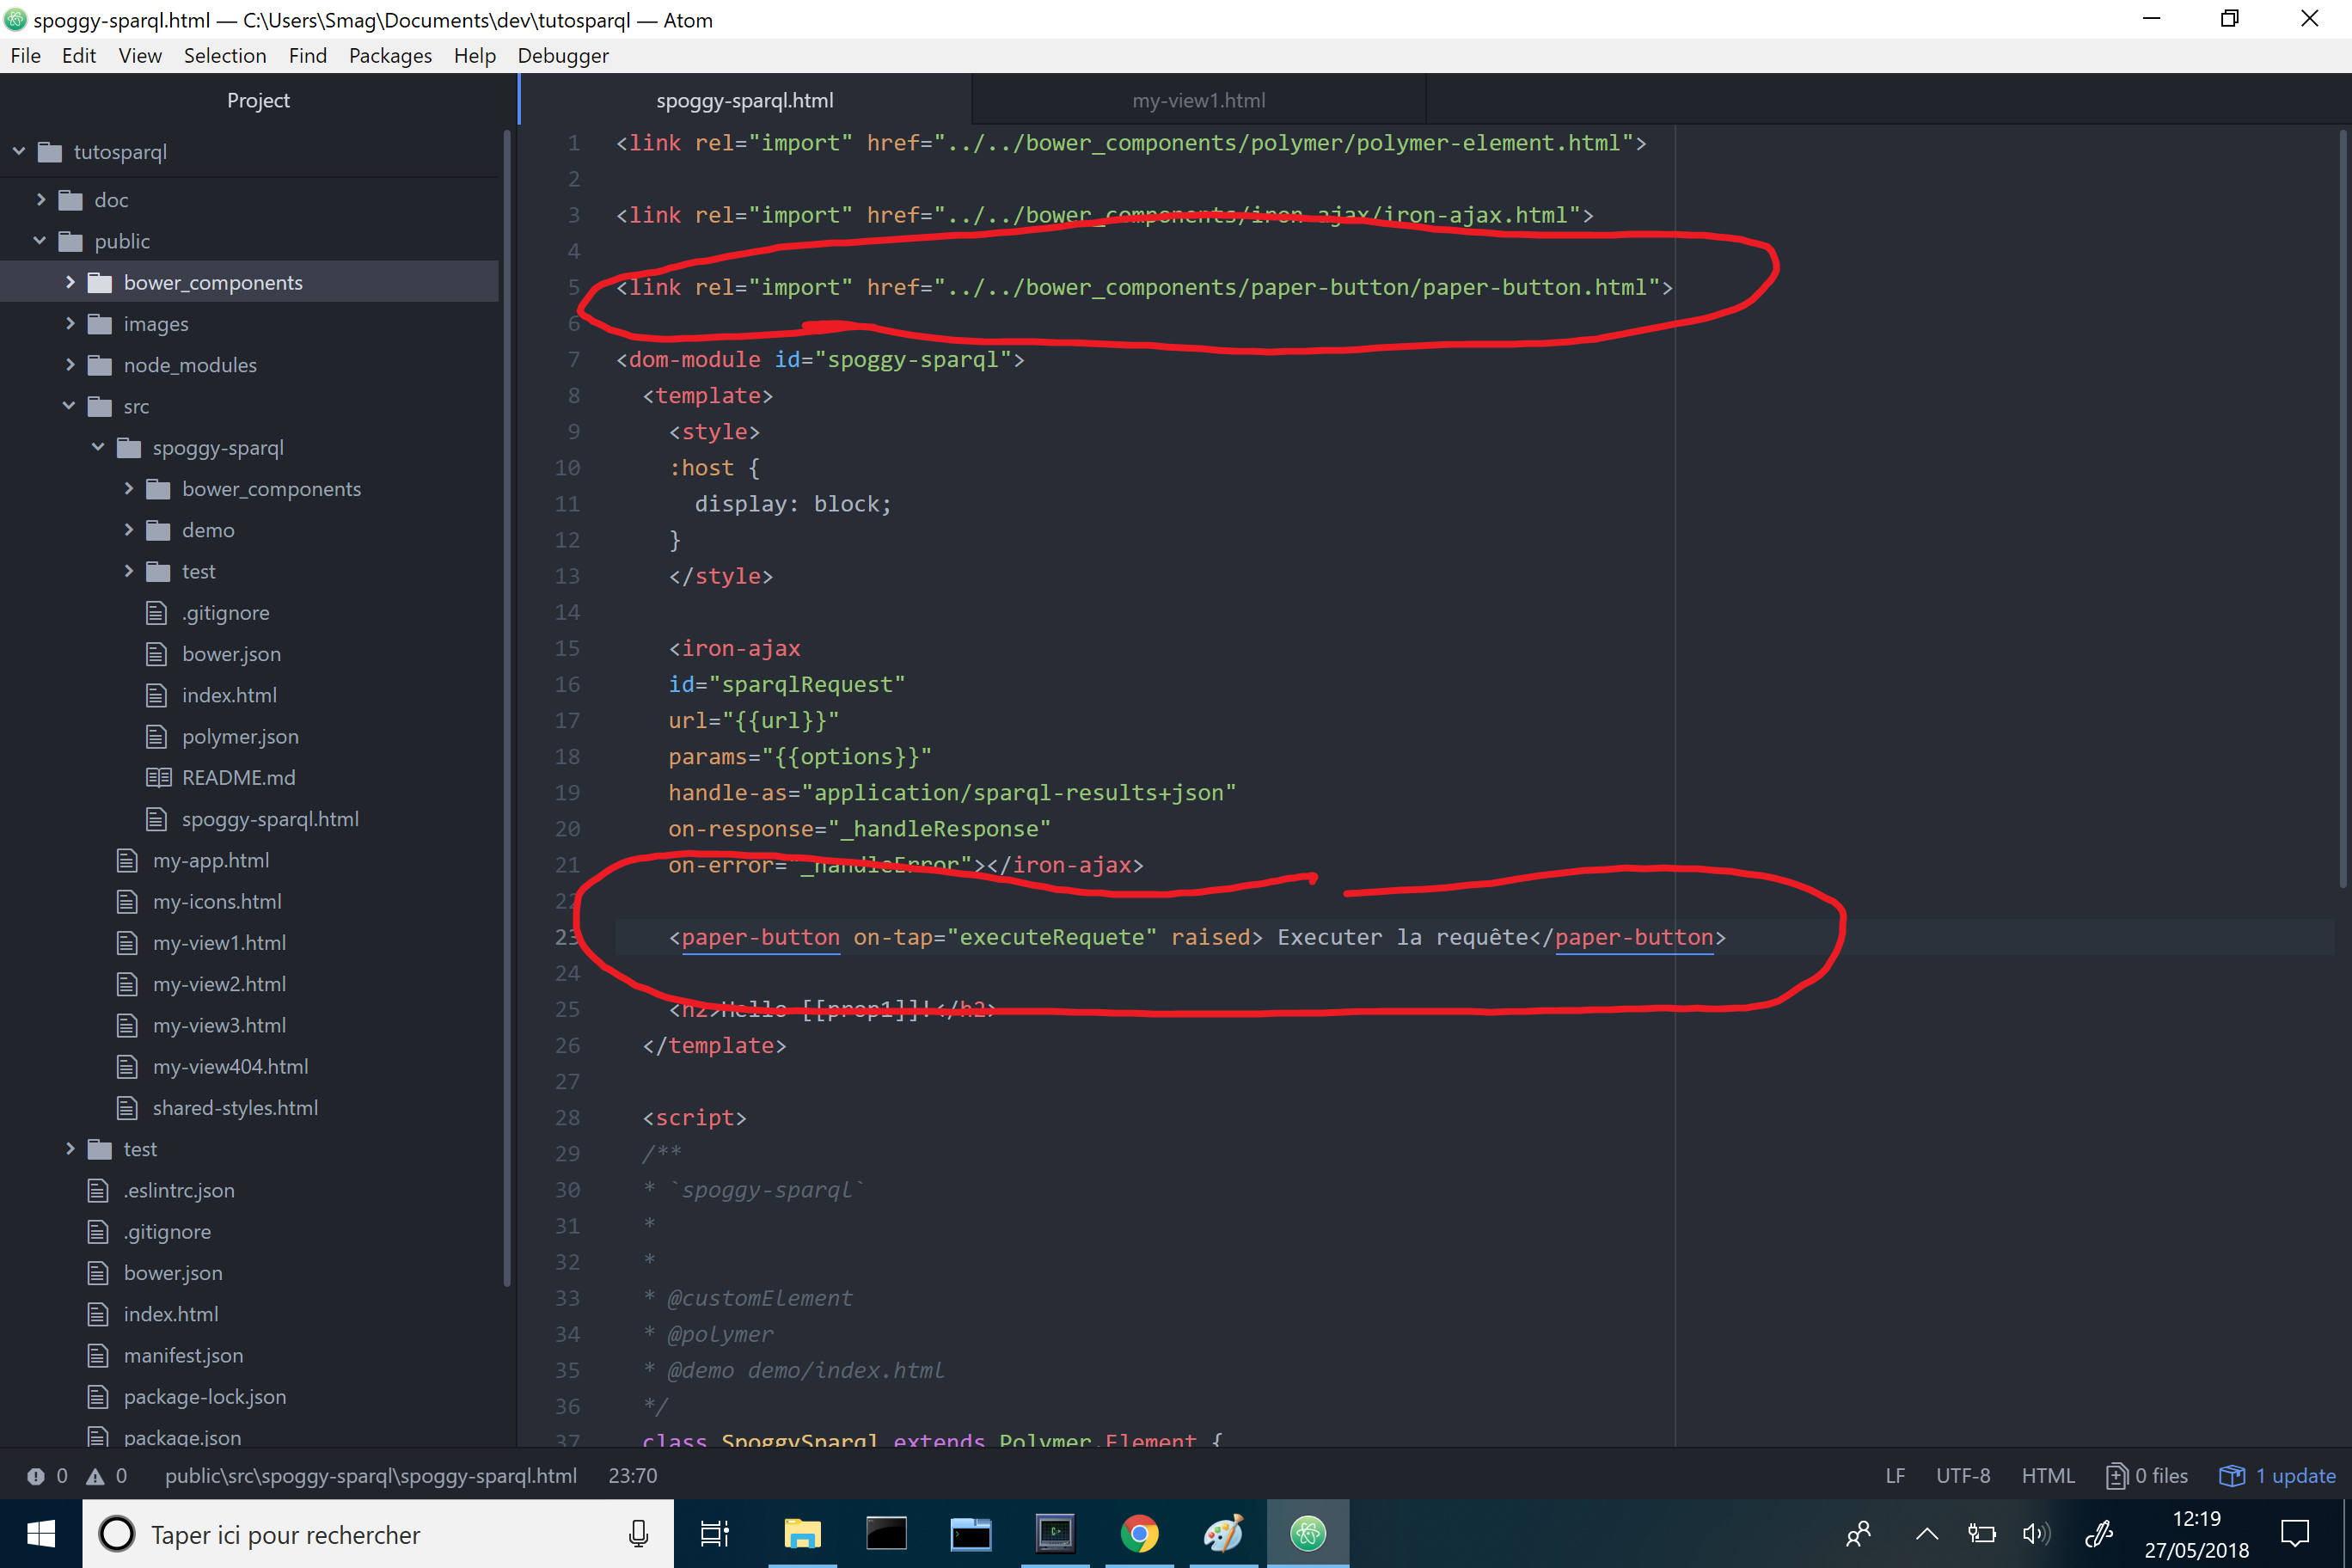 spoggy-sparql.html — C:\Users\Smag\Documents\dev\tutosparql — Atom
File Edit View Selection Find Packages Help Debugger
Project
tutosparql
doc
public
bower_components
images
node_modules
src
spoggy-sparql
bower_components
demo
test
.gitignore
bower.json
index.html
polymer.json
README.md
spoggy-sparql.html
my-app.html
my-icons.html
my-view1.html
my-view2.html
my-view3.html
my-view404.html
shared-styles.html
test
.eslintrc.json
.gitignore
bower.json
index.html
manifest.json
package-lock.json
package.json
spoggy-sparql.html my-view1.html
1 <link rel="import" href="../../bower_components/polymer/polymer-element.html">
2
3 <link rel="import" href="../../bower_components/iron-ajax/iron-ajax.html">
4
5 <link rel="import" href="../../bower_components/paper-button/paper-button.html">
6
7 <dom-module id="spoggy-sparql">
8 <template>
9 <style>
10 :host {
11 display: block;
12 }
13 </style>
14
15 <iron-ajax
16 id="sparqlRequest"
17 url="{{url}}"
18 params="{{options}}"
19 handle-as="application/sparql-results+json"
20 on-response="_handleResponse"
21 on-error="_handleError"></iron-ajax>
22
23 <paper-button on-tap="executeRequete" raised> Executer la requête</paper-button>
24
25 <h2>Hello [[prop1]]!</h2>
26 </template>
27
28 <script>
29 /**
30 * `spoggy-sparql`
31 *
32 *
33 * @customElement
34 * @polymer
35 * @demo demo/index.html
36 */
37 class SpoggySparql extends Polymer.Element {
0 0 public\src\spoggy-sparql\spoggy-sparql.html 23:70 LF UTF-8 HTML 0 files 1 update
Taper ici pour rechercher
12:19
27/05/2018